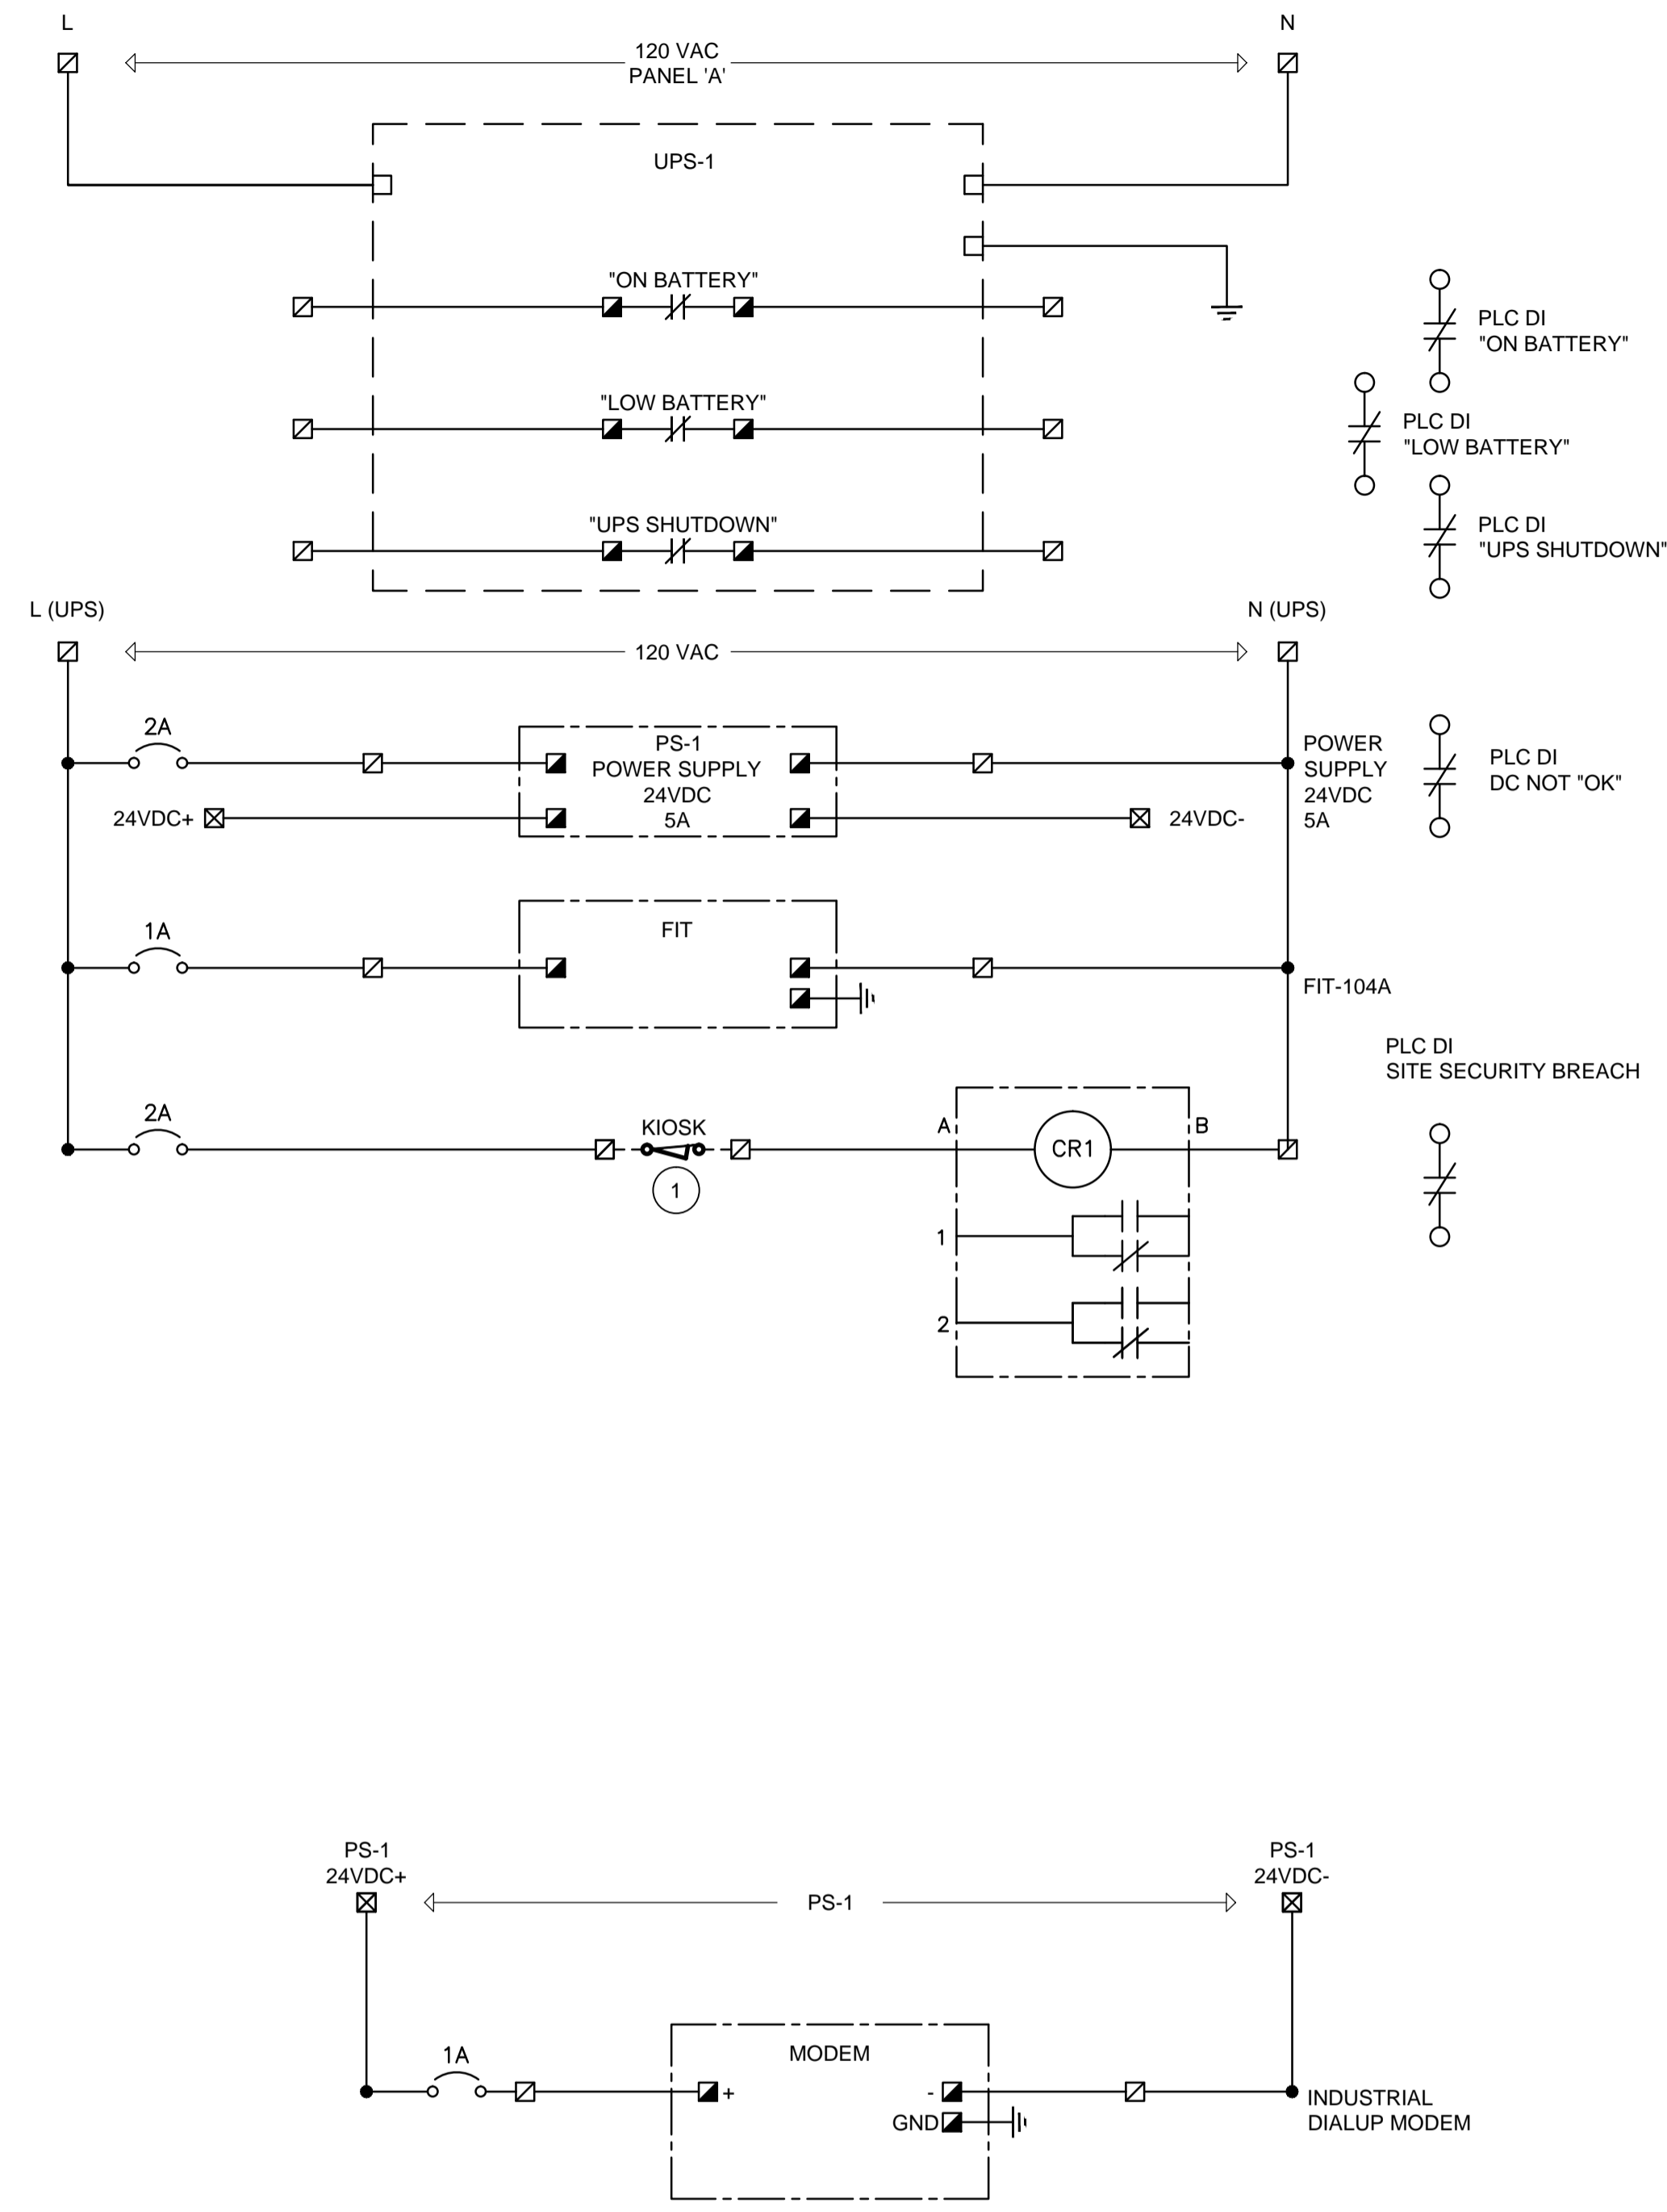 L
N
120 VAC
PANEL 'A'
UPS-1
"ON BATTERY"
PLC DI
"ON BATTERY"
"LOW BATTERY"
PLC DI
"LOW BATTERY"
"UPS SHUTDOWN"
PLC DI
"UPS SHUTDOWN"
L (UPS)
N (UPS)
120 VAC
2A
PS-1
POWER SUPPLY
24VDC
5A
24VDC+
24VDC-
POWER
SUPPLY
24VDC
5A
PLC DI
DC NOT "OK"
1A
FIT
FIT-104A
PLC DI
SITE SECURITY BREACH
2A
KIOSK
1
A
CR1
B
1
2
PS-1
24VDC+
PS-1
PS-1
24VDC-
1A
MODEM
+
-
GND
INDUSTRIAL
DIALUP MODEM